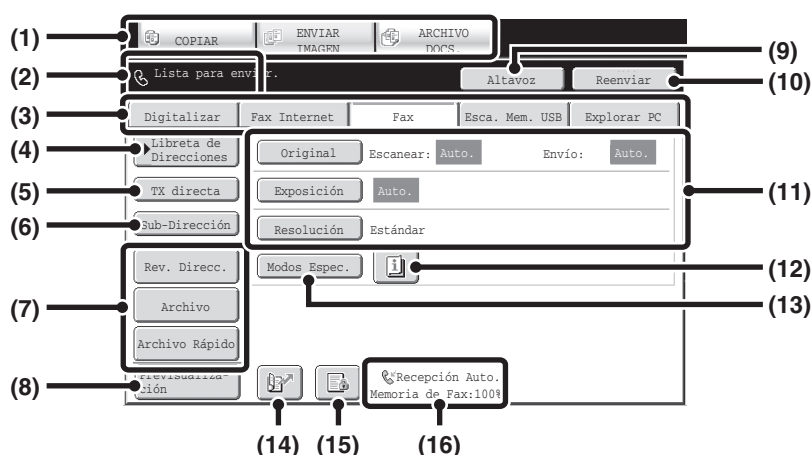 (1)
COPIAR
ENVIAR
IMAGEN
ARCHIVO
DOCS.
(2)
Lista para enviar.
Altavoz
(9)
Reenviar
(10)
(3)
Digitalizar
Fax Internet
Fax
Esca. Mem. USB
Explorar PC
(4)
Libreta de
Direcciones
Original
Escanear:
Auto.
Envío:
Auto.
(5)
TX directa
Exposición
Auto.
(11)
(6)
Sub-Dirección
Resolución
Estándar
(7)
Rev. Direcc.
Modos Espec.
(12)
(13)
Archivo
Archivo Rápido
(8)
Previsualiza-
ción
Recepción Auto.
Memoria de Fax:100%
(14)
(15)
(16)